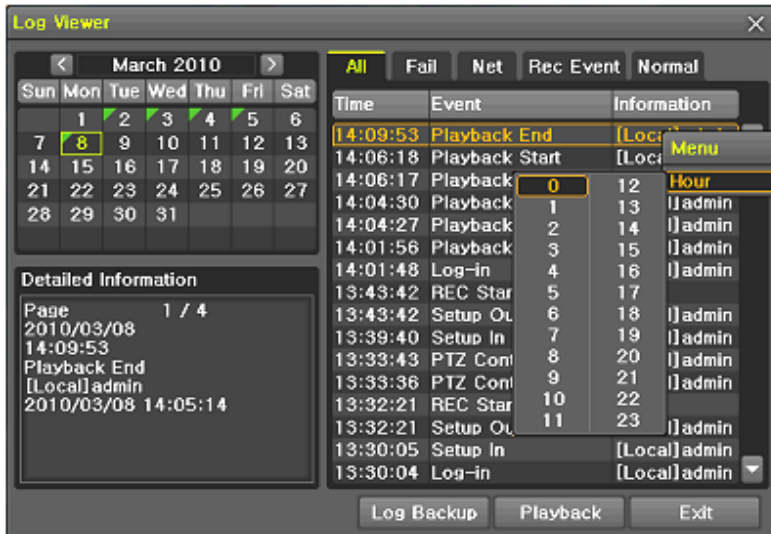 Log Viewer
March 2010
Sun Mon Tue Wed Thu Fri Sat
1 2 3 4 5 6
7 8 9 10 11 12 13
14 15 16 17 18 19 20
21 22 23 24 25 26 27
28 29 30 31
Detailed Information
Page 1 / 4
2010/03/08
14:09:53
Playback End
[Local]admin
2010/03/08 14:05:14
All Fail Net Rec Event Normal
Time Event Information
14:09:53 Playback End
14:06:18 Playback Start
14:06:17 Playback
14:04:30 Playback l]admin
14:04:27 Playback l]admin
14:01:56 Playback l]admin
14:01:48 Log-in l]admin
13:43:42 REC
13:43:42 Setup l]admin
13:39:40 Setup In l]admin
13:33:43 PTZ l]admin
13:33:36 PTZ l]admin
13:32:21 REC
13:32:21 Setup l]admin
13:30:05 Setup In [Local]admin
13:30:04 Log-in [Local]admin
Menu
Hour
0 12
1 13
2 14
3 15
4 16
5 17
6 18
7 19
8 20
9 21
10 22
11 23
Log Backup Playback Exit